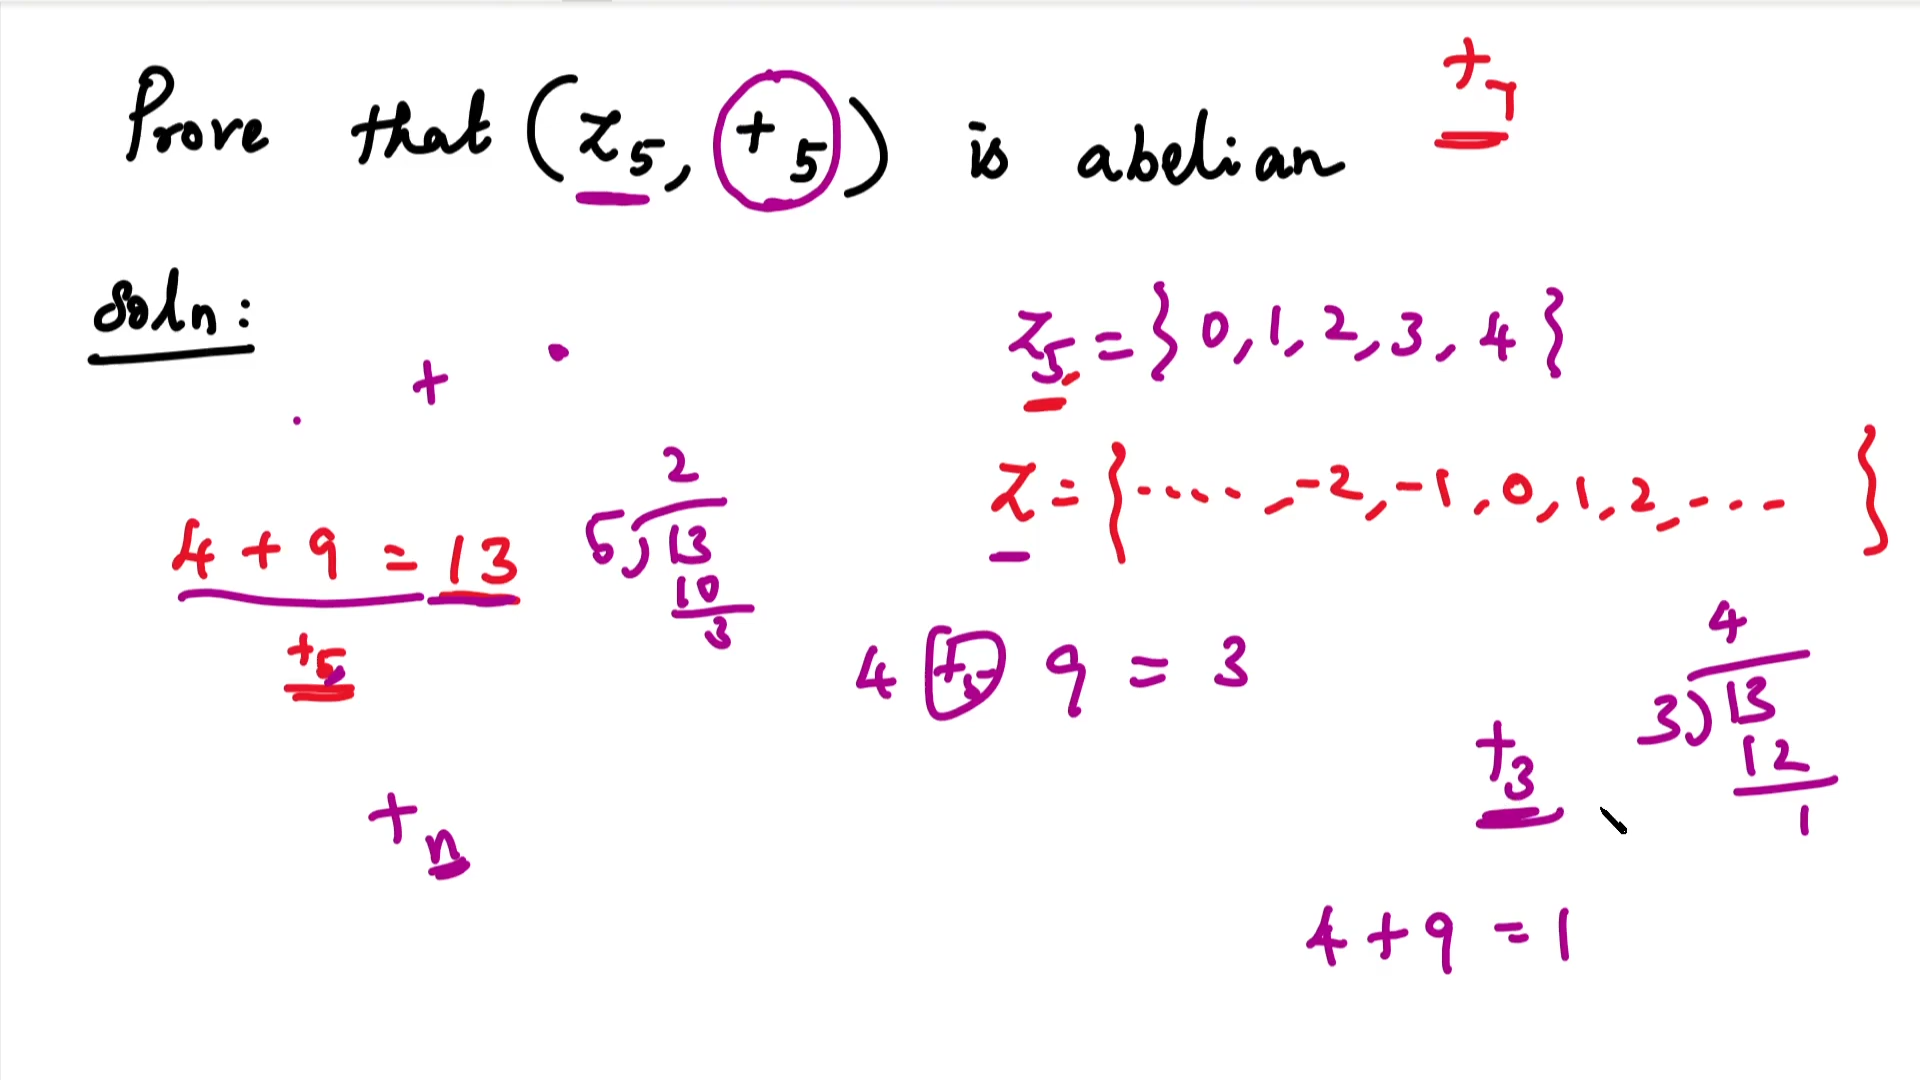 Prove that (Z5, +5) is abelian
+7
Soln:
+ •
Z5 = {0, 1, 2, 3, 4}
Z = {...., -2, -1, 0, 1, 2, ... }
4 + 9 = 13
+5
2
5) 13
10
3
4 +5 9 = 3
+n
+3
4
3) 13
12
1
4 + 9 = 1